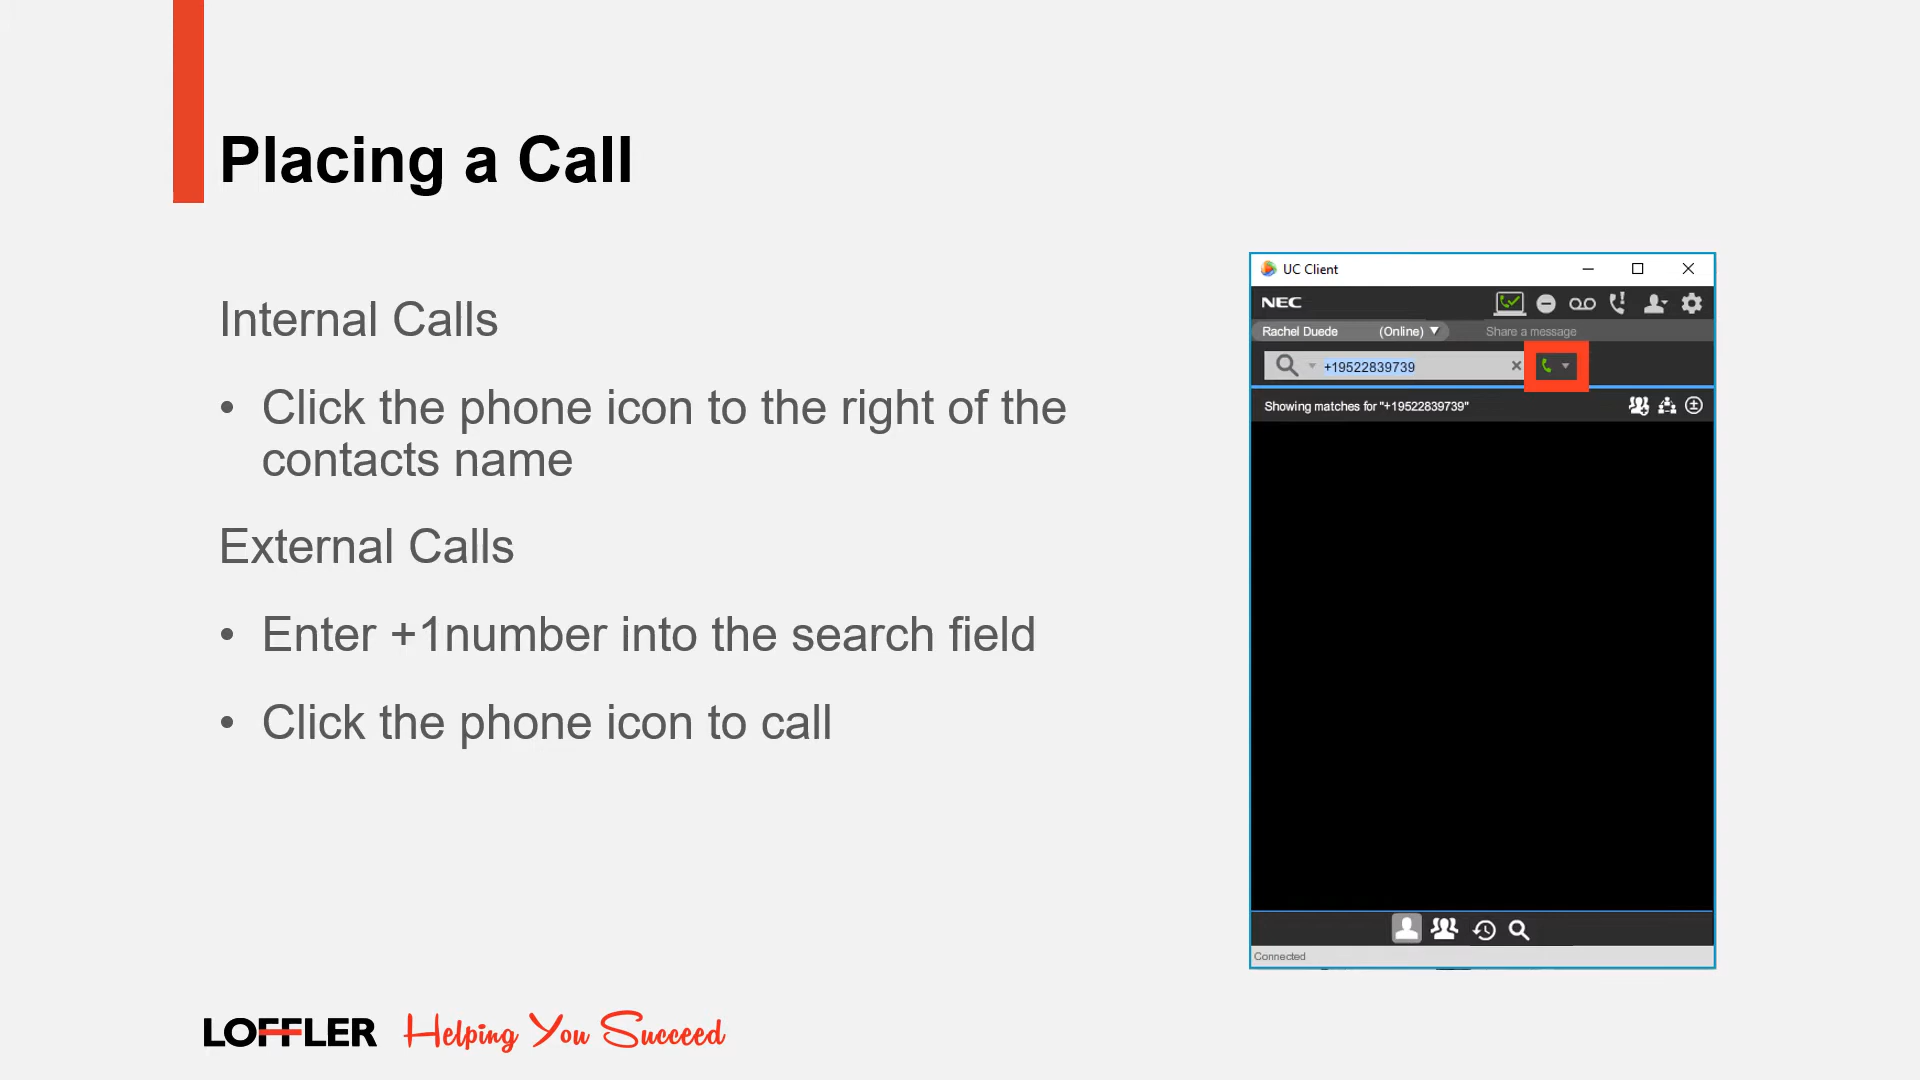 Placing a Call
Internal Calls
• Click the phone icon to the right of the
contacts name
External Calls
• Enter +1number into the search field
• Click the phone icon to call
UC Client
NEC
Rachel Duede (Online) Share a message
+19522839739
Showing matches for "+19522839739"
Connected
LOFFLER Helping You Succeed